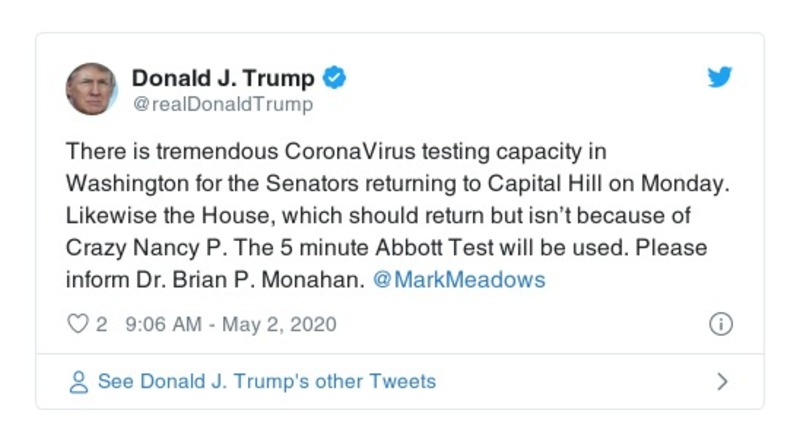 Donald J. Trump
@realDonaldTrump
There is tremendous CoronaVirus testing capacity in
Washington for the Senators returning to Capital Hill on Monday.
Likewise the House, which should return but isn’t because of
Crazy Nancy P. The 5 minute Abbott Test will be used. Please
inform Dr. Brian P. Monahan. @MarkMeadows
2 9:06 AM - May 2, 2020
See Donald J. Trump's other Tweets